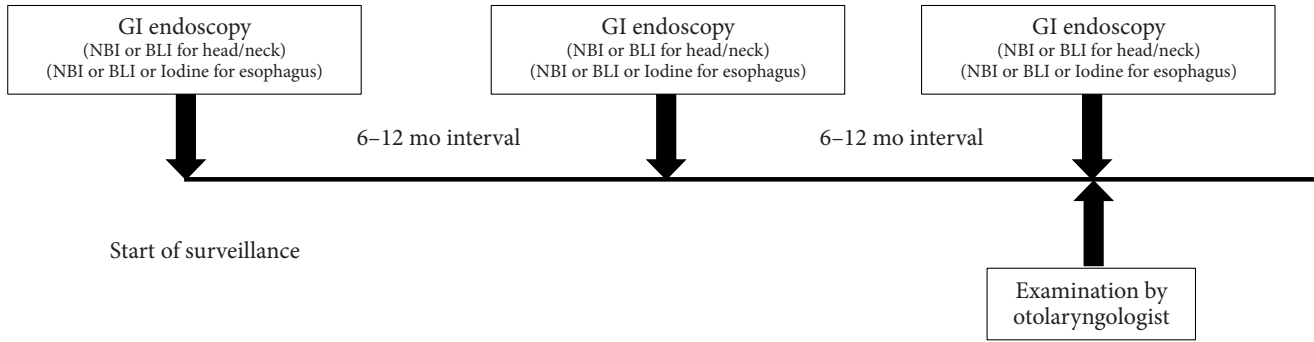 GI endoscopy
(NBI or BLI for head/neck)
(NBI or BLI or Iodine for esophagus)
GI endoscopy
(NBI or BLI for head/neck)
(NBI or BLI or Iodine for esophagus)
GI endoscopy
(NBI or BLI for head/neck)
(NBI or BLI or Iodine for esophagus)
6–12 mo interval
6–12 mo interval
Start of surveillance
Examination by
otolaryngologist